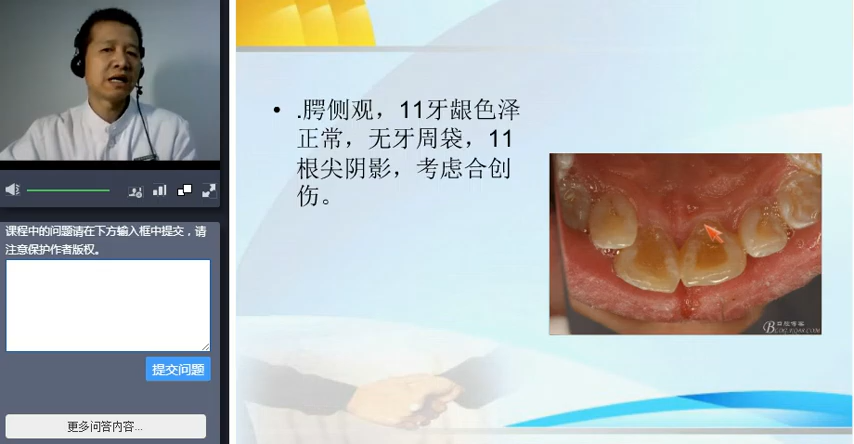 课程中的问题请在下方输入框中提交，请
注意保护作者版权。
提交问题
更多问答内容...
• .腭侧观，11牙龈色泽
正常，无牙周袋，11
根尖阴影，考虑合创
伤。